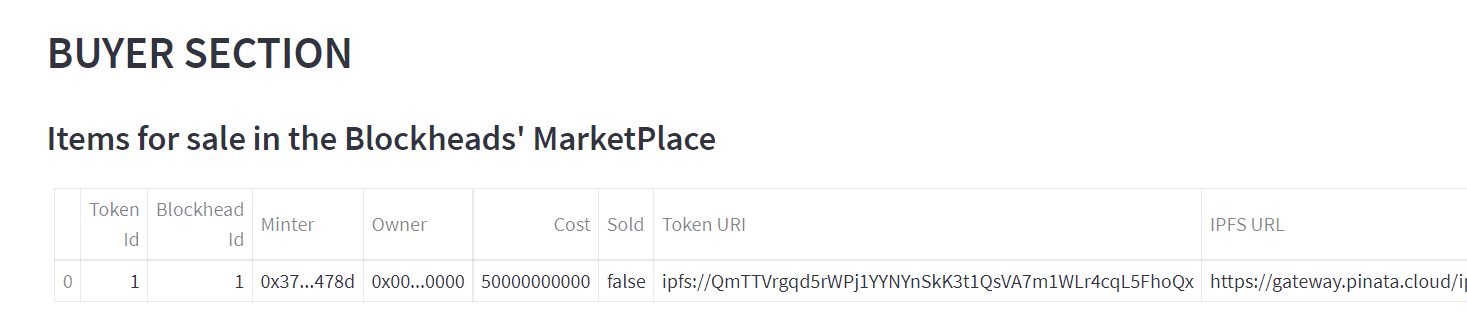 BUYER SECTION
Items for sale in the Blockheads' MarketPlace
Token Id Blockhead Id Minter Owner Cost Sold Token URI IPFS URL
0 1 1 0x37...478d 0x00...0000 50000000000 false ipfs://QmTTVrgqd5rWPj1YYNYnSkK3t1QsVA7m1WLr4cqL5FhoQx https://gateway.pinata.cloud/ip